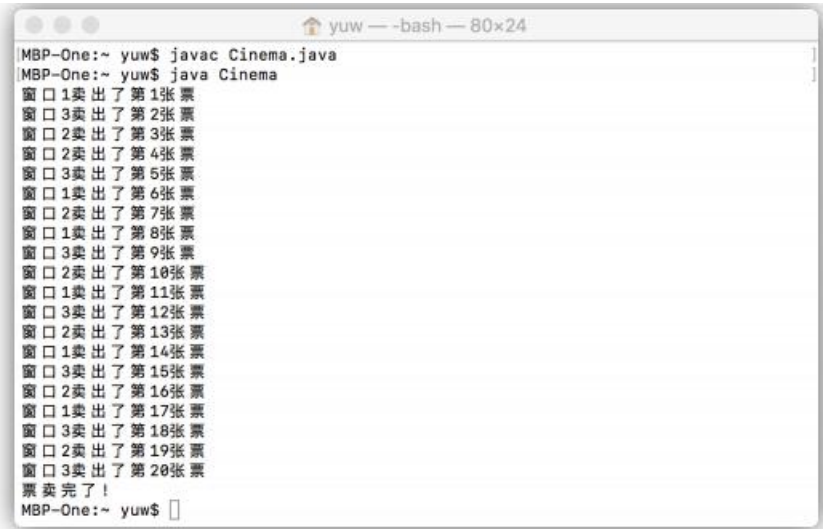 yuw — -bash — 80×24
MBP-One:~ yuw$ javac Cinema.java
MBP-One:~ yuw$ java Cinema
窗口1卖出了第1张票
窗口3卖出了第2张票
窗口2卖出了第3张票
窗口2卖出了第4张票
窗口3卖出了第5张票
窗口1卖出了第6张票
窗口2卖出了第7张票
窗口1卖出了第8张票
窗口3卖出了第9张票
窗口2卖出了第10张票
窗口1卖出了第11张票
窗口3卖出了第12张票
窗口2卖出了第13张票
窗口1卖出了第14张票
窗口3卖出了第15张票
窗口2卖出了第16张票
窗口1卖出了第17张票
窗口3卖出了第18张票
窗口2卖出了第19张票
窗口3卖出了第20张票
票卖完了!
MBP-One:~ yuw$